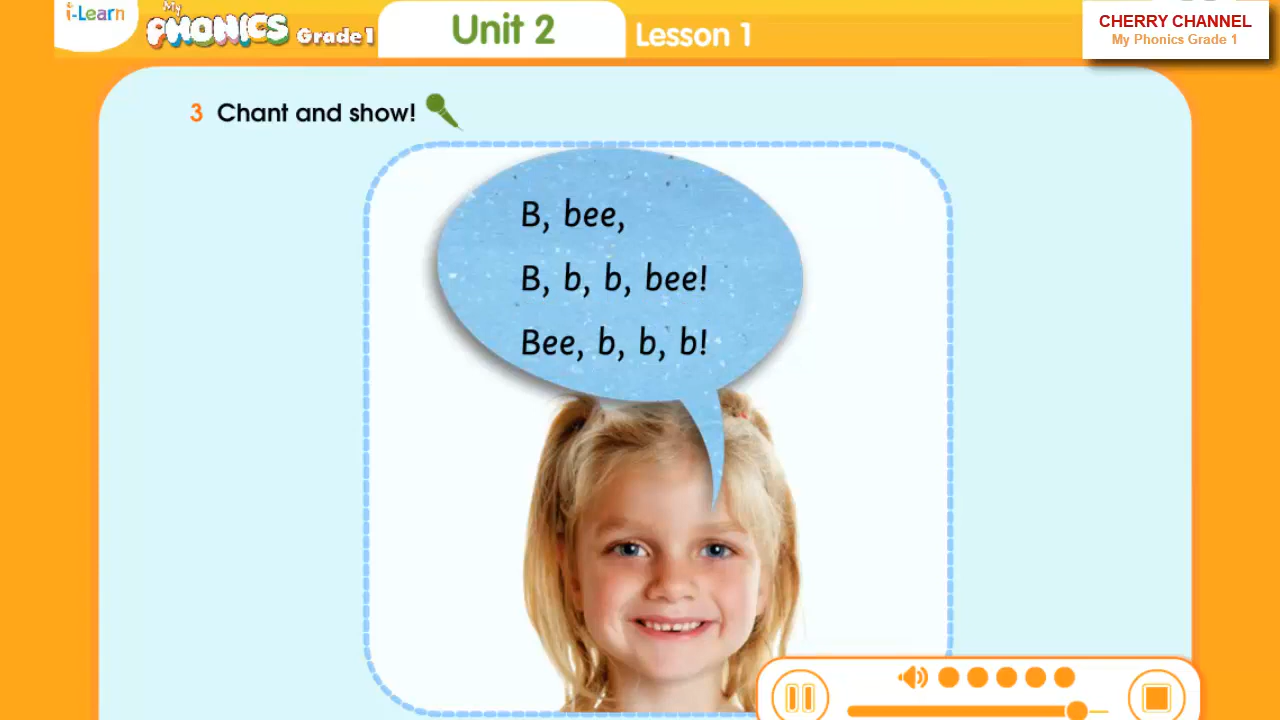 i-Learn
My
PHONICS Grade 1
Unit 2
Lesson 1
CHERRY CHANNEL
My Phonics Grade 1
3 Chant and show!
B, bee,
B, b, b, bee!
Bee, b, b, b!